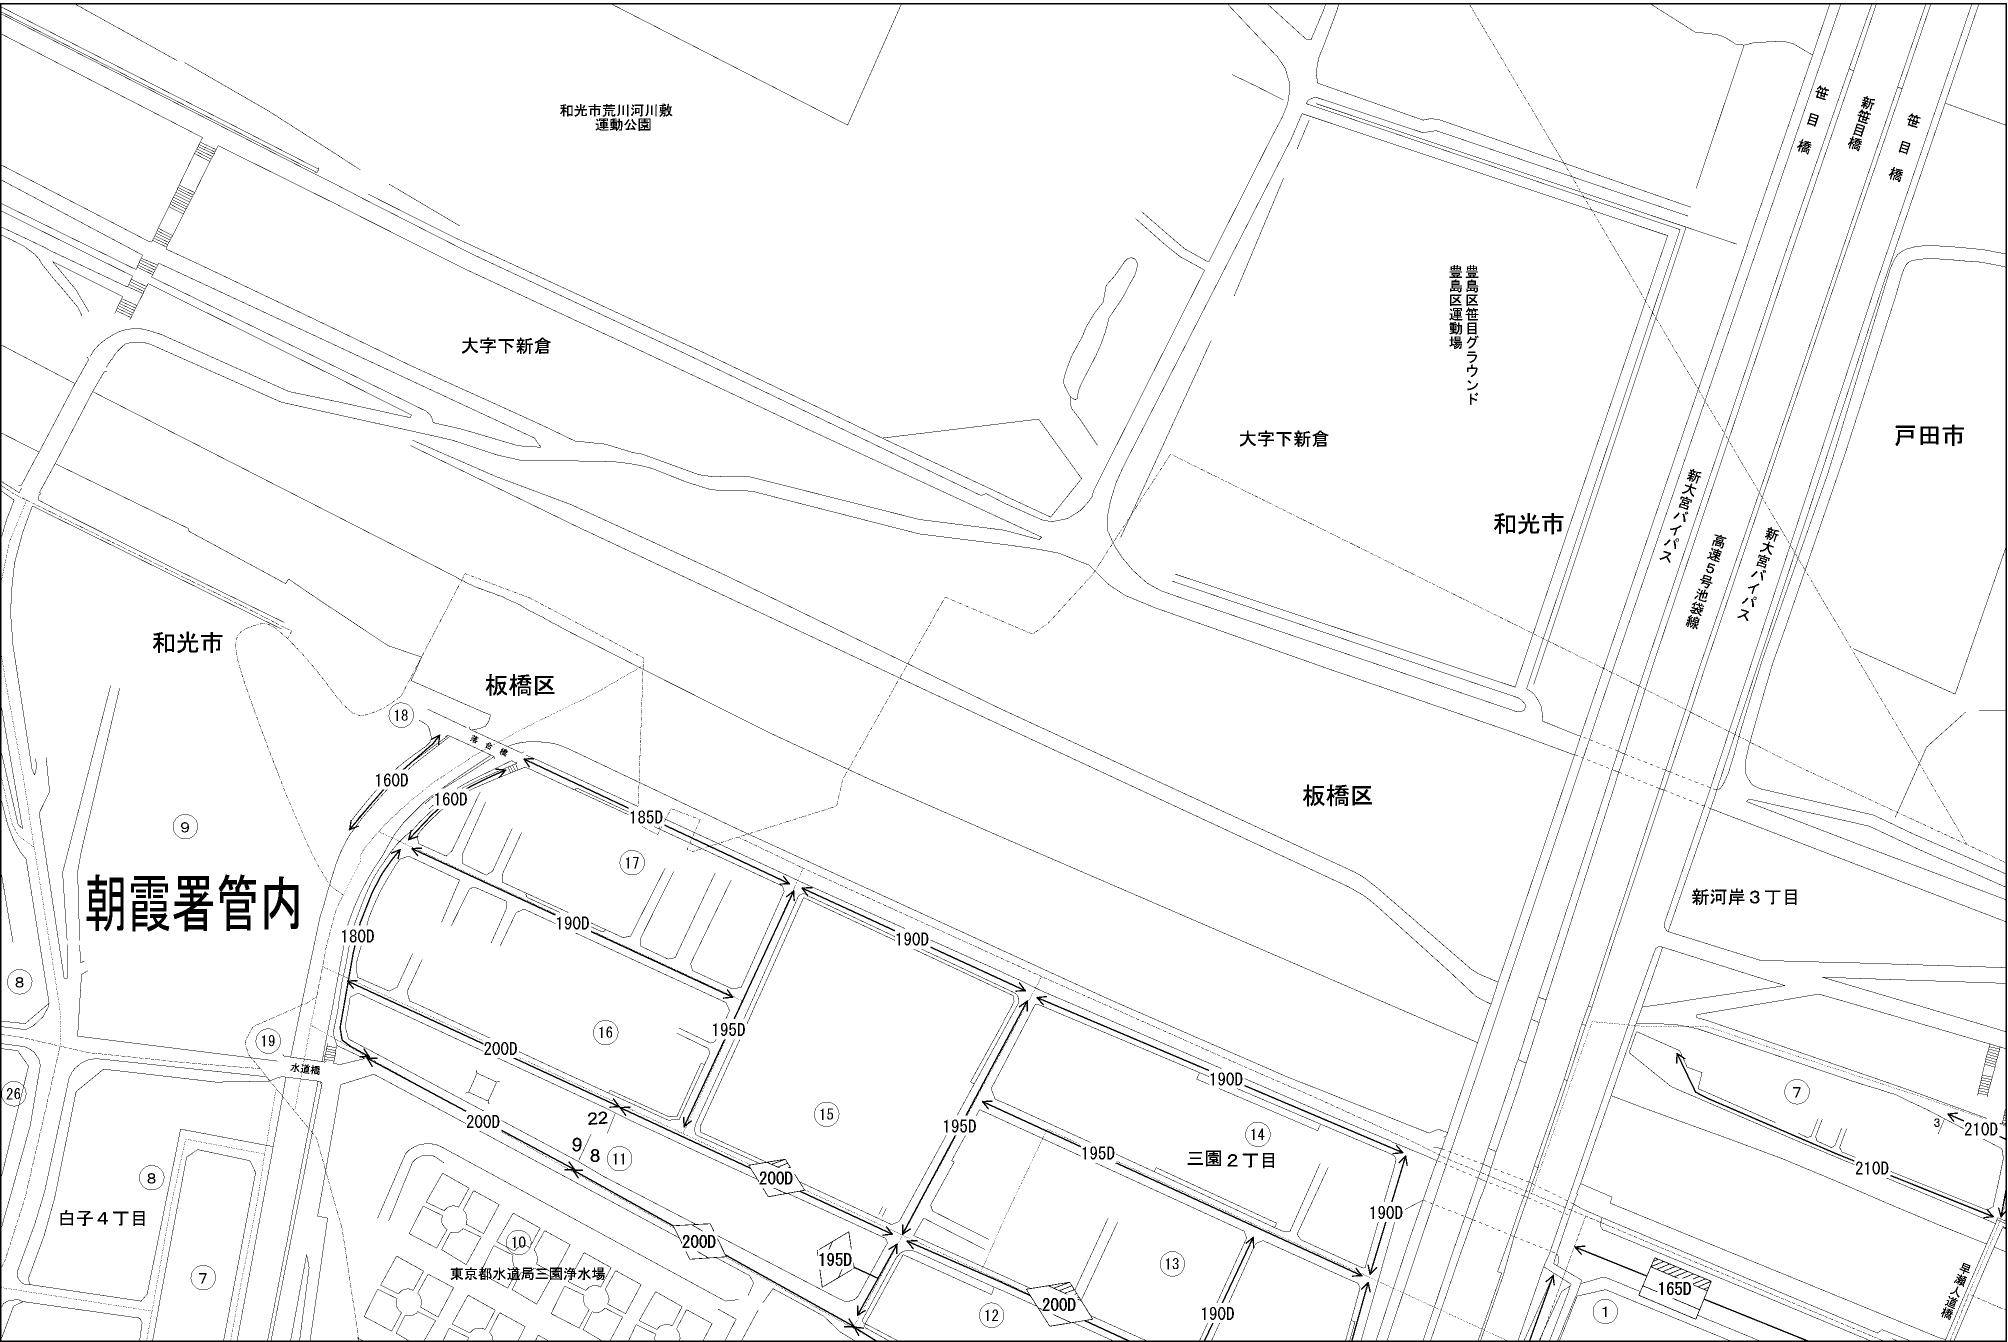 和光市荒川河川敷
運動公園
笹目橋
新笹目橋
笹目橋
大字下新倉
豊島区笹目グラウンド
豊島区運動場
大字下新倉
戸田市
和光市
新大宮バイパス
高速5号池袋線
新大宮バイパス
和光市
板橋区
18
落合橋
160D
160D
板橋区
185D
9
17
朝霞署管内
新河岸3丁目
190D
180D
190D
8
16
195D
19
200D
水道橋
190D
26
7
15
22
200D
195D
3
210D
14
9
8
11
195D
三園2丁目
210D
8
200D
白子4丁目
190D
10
200D
195D
13
東京都水道局三園浄水場
7
165D
早瀬人道橋
200D
12
190D
1